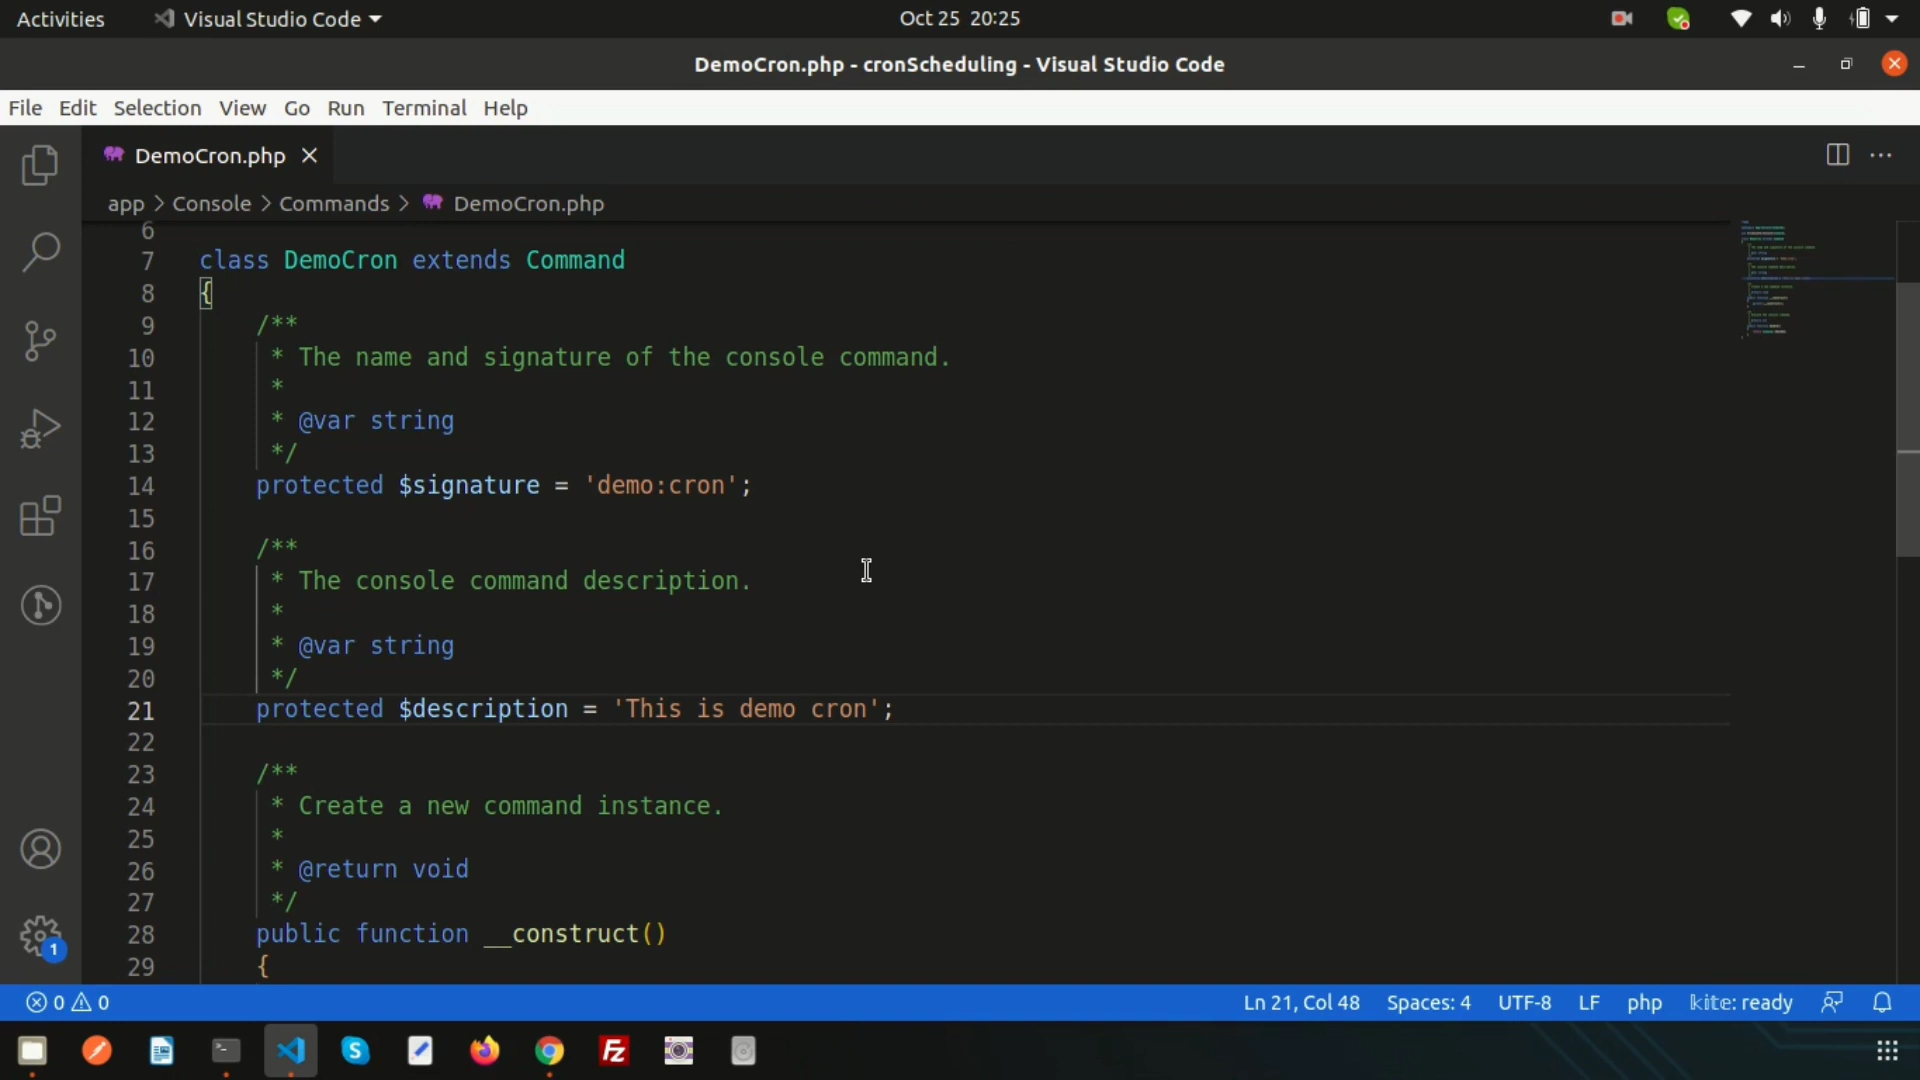 Activities Visual Studio Code Oct 25 20:25
DemoCron.php - cronScheduling - Visual Studio Code
File Edit Selection View Go Run Terminal Help
DemoCron.php
app > Console > Commands > DemoCron.php
6
7 class DemoCron extends Command
8 {
9 /**
10 * The name and signature of the console command.
11 *
12 * @var string
13 */
14 protected $signature = 'demo:cron';
15
16 /**
17 * The console command description.
18 *
19 * @var string
20 */
21 protected $description = 'This is demo cron';
22
23 /**
24 * Create a new command instance.
25 *
26 * @return void
27 */
28 public function __construct()
29 {
1
0 0 Ln 21, Col 48 Spaces: 4 UTF-8 LF php kite: ready